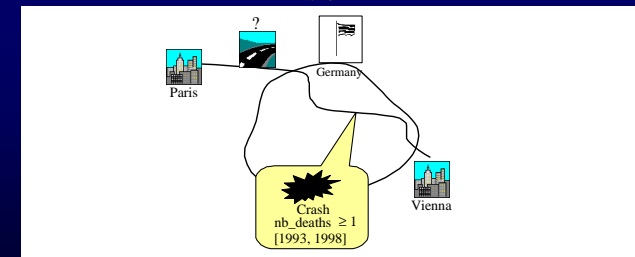 ?
Germany
Paris
Vienna
Crash
nb_deaths ≥ 1
[1993, 1998]